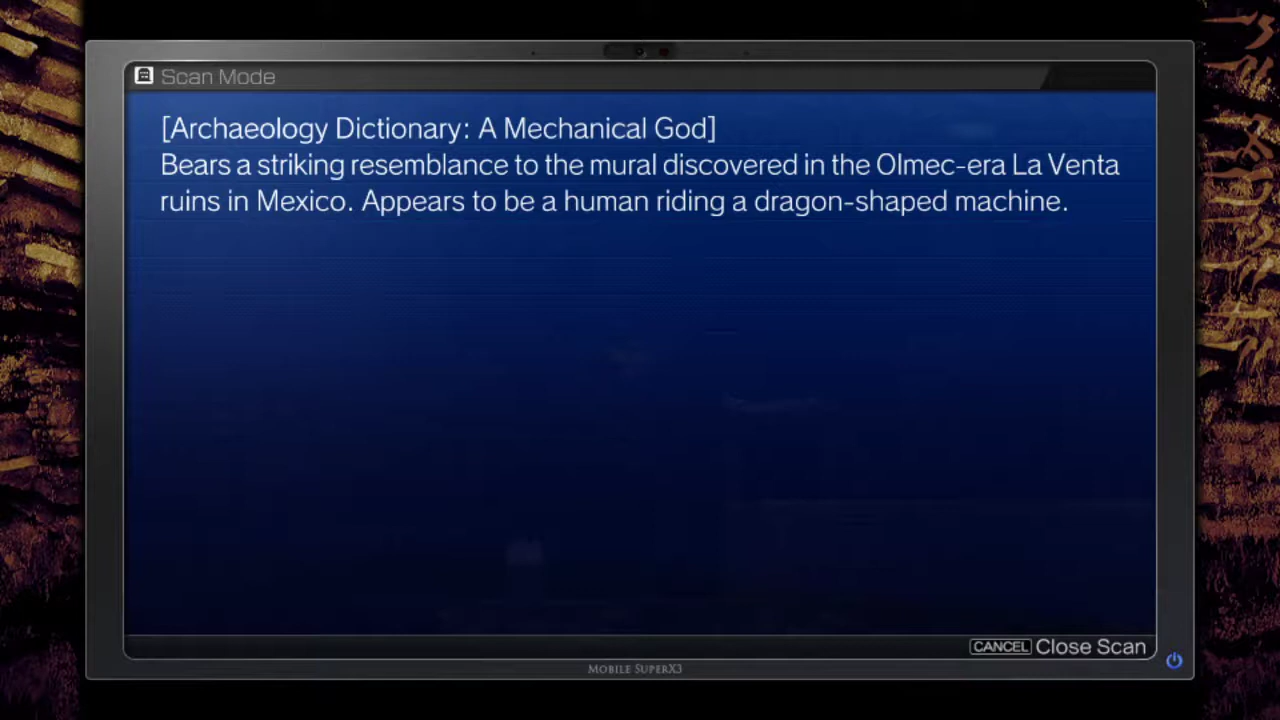 Scan Mode
[Archaeology Dictionary: A Mechanical God]
Bears a striking resemblance to the mural discovered in the Olmec-era La Venta
ruins in Mexico. Appears to be a human riding a dragon-shaped machine.
CANCEL Close Scan
MOBILE SUPERX3